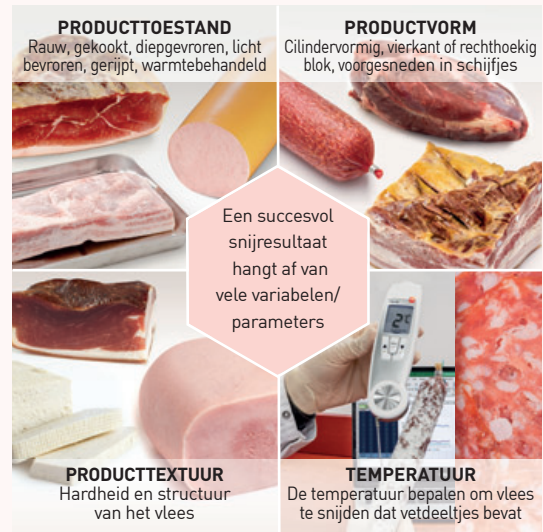 PRODUCTTOESTAND
Rauw, gekookt, diepgevroren, licht
bevroren, gerijpt, warmtebehandeld
PRODUCTVORM
Cilindervormig, vierkant of rechthoekig
blok, voorgesneden in schijfjes
Een succesvol
snijresultaat
hangt af van
vele variabelen/
parameters
PRODUCTTEXTUUR
Hardheid en structuur
van het vlees
TEMPERATUUR
De temperatuur bepalen om vlees
te snijden dat vetdeeltjes bevat